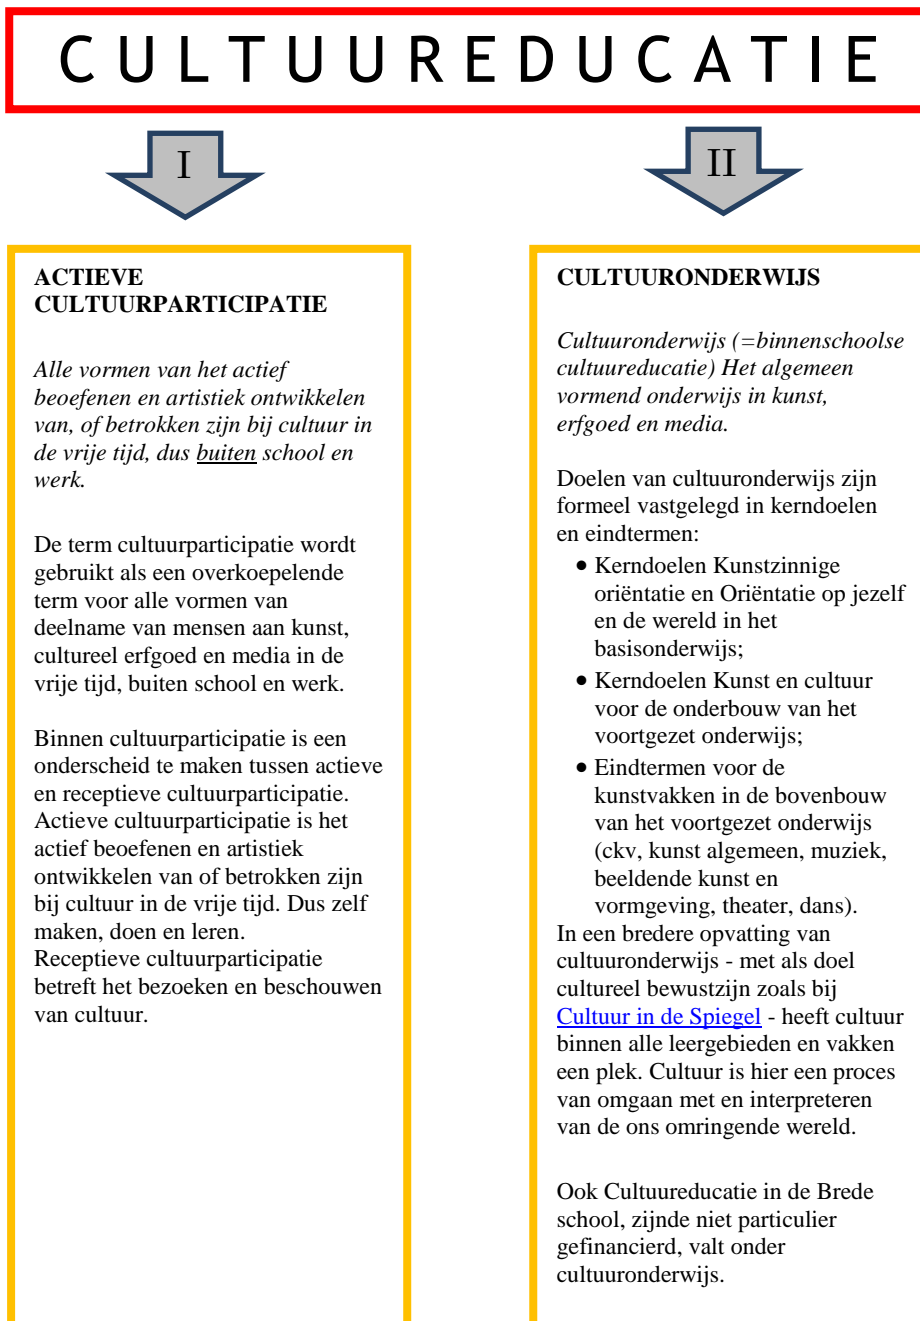 CULTUUREDUCATIE
I
II
ACTIEVE
CULTUURPARTICIPATIE
Alle vormen van het actief
beoefenen en artistiek ontwikkelen
van, of betrokken zijn bij cultuur in
de vrije tijd, dus buiten school en
werk.
De term cultuurparticipatie wordt
gebruikt als een overkoepelende
term voor alle vormen van
deelname van mensen aan kunst,
cultureel erfgoed en media in de
vrije tijd, buiten school en werk.
Binnen cultuurparticipatie is een
onderscheid te maken tussen actieve
en receptieve cultuurparticipatie.
Actieve cultuurparticipatie is het
actief beoefenen en artistiek
ontwikkelen van of betrokken zijn
bij cultuur in de vrije tijd. Dus zelf
maken, doen en leren.
Receptieve cultuurparticipatie
betreft het bezoeken en beschouwen
van cultuur.
CULTUURONDERWIJS
Cultuuronderwijs (=binnenschoolse
cultuureducatie) Het algemeen
vormend onderwijs in kunst,
erfgoed en media.
Doelen van cultuuronderwijs zijn
formeel vastgelegd in kerndoelen
en eindtermen:
• Kerndoelen Kunstzinnige
oriëntatie en Oriëntatie op jezelf
en de wereld in het
basisonderwijs;
• Kerndoelen Kunst en cultuur
voor de onderbouw van het
voortgezet onderwijs;
• Eindtermen voor de
kunstvakken in de bovenbouw
van het voortgezet onderwijs
(ckv, kunst algemeen, muziek,
beeldende kunst en
vormgeving, theater, dans).
In een bredere opvatting van
cultuuronderwijs - met als doel
cultureel bewustzijn zoals bij
Cultuur in de Spiegel - heeft cultuur
binnen alle leergebieden en vakken
een plek. Cultuur is hier een proces
van omgaan met en interpreteren
van de ons omringende wereld.
Ook Cultuureducatie in de Brede
school, zijnde niet particulier
gefinancierd, valt onder
cultuuronderwijs.